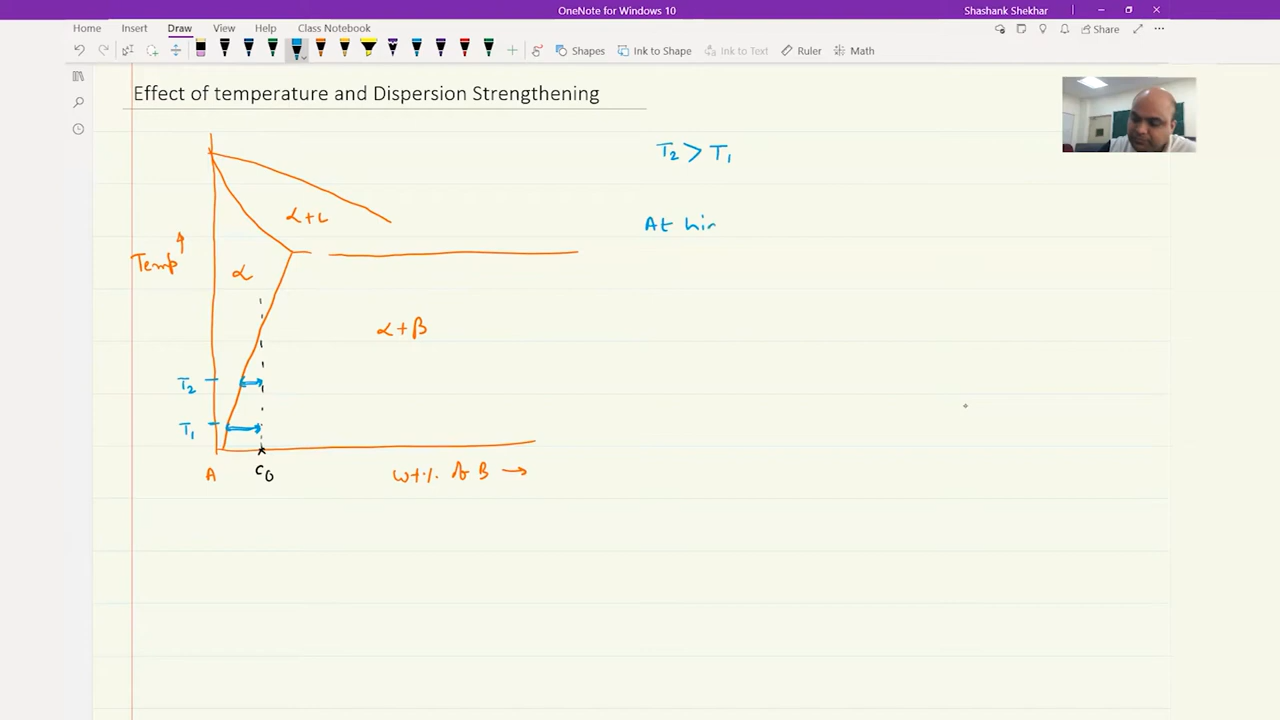 OneNote for Windows 10
Shashank Shekhar
Home Insert Draw View Help Class Notebook
Shapes Ink to Shape Ink to Text Ruler Math
Share
Effect of temperature and Dispersion Strengthening
T2 > T1
α+L
At hir
Temp ↑
α
α+β
T2
T1
A
C0
wt% of B →